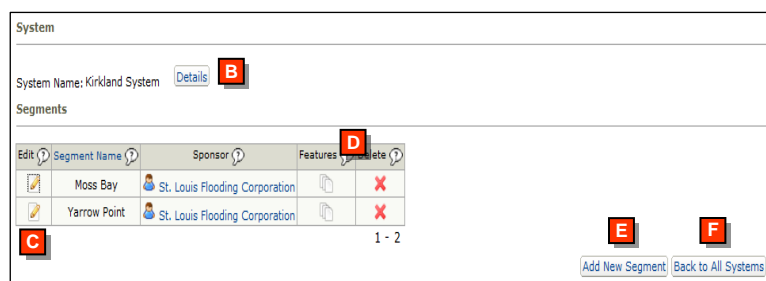 System
System Name: Kirkland System Details B
Segments
D
Edit Segment Name Sponsor Features Delete
Moss Bay St. Louis Flooding Corporation
Yarrow Point St. Louis Flooding Corporation
C
1 - 2
E F
Add New Segment Back to All Systems